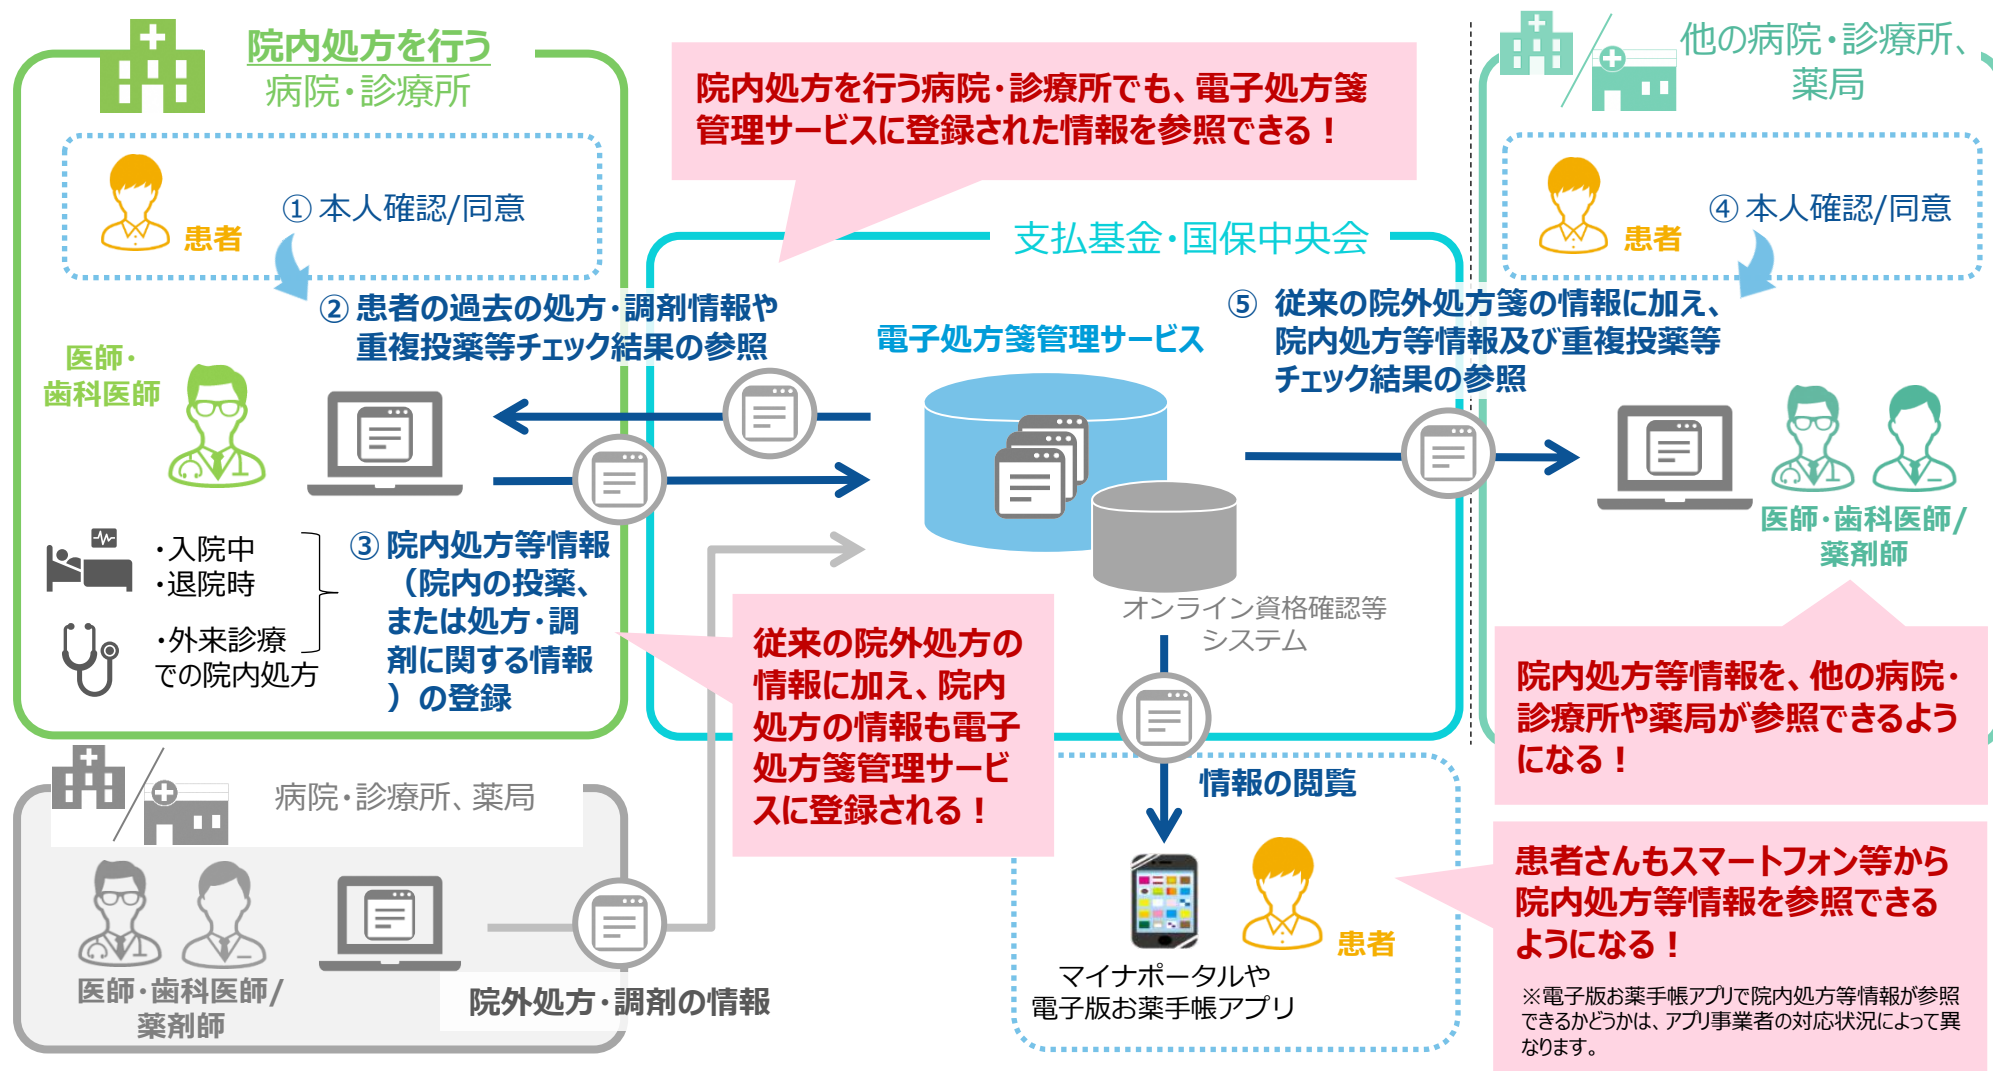 院内処方を行う
病院・診療所
① 本人確認/同意
患者
② 患者の過去の処方・調剤情報や
重複投薬等チェック結果の参照
医師・
歯科医師
・入院中
・退院時
・外来診療
での院内処方
③ 院内処方等情報
（院内の投薬、
または処方・調
剤に関する情報
）の登録
院内処方を行う病院・診療所でも、電子処方箋
管理サービスに登録された情報を参照できる！
支払基金・国保中央会
電子処方箋管理サービス
オンライン資格確認等
システム
従来の院外処方の
情報に加え、院内
処方の情報も電子
処方箋管理サービ
スに登録される！
他の病院・診療所、
薬局
④ 本人確認/同意
患者
⑤ 従来の院外処方箋の情報に加え、
院内処方等情報及び重複投薬等
チェック結果の参照
医師・歯科医師/
薬剤師
院内処方等情報を、他の病院・
診療所や薬局が参照できるよう
になる！
病院・診療所、薬局
医師・歯科医師/
薬剤師
院外処方・調剤の情報
情報の閲覧
患者
マイナポータルや
電子版お薬手帳アプリ
患者さんもスマートフォン等から
院内処方等情報を参照できる
ようになる！
※電子版お薬手帳アプリで院内処方等情報が参照
できるかどうかは、アプリ事業者の対応状況によって異
なります。